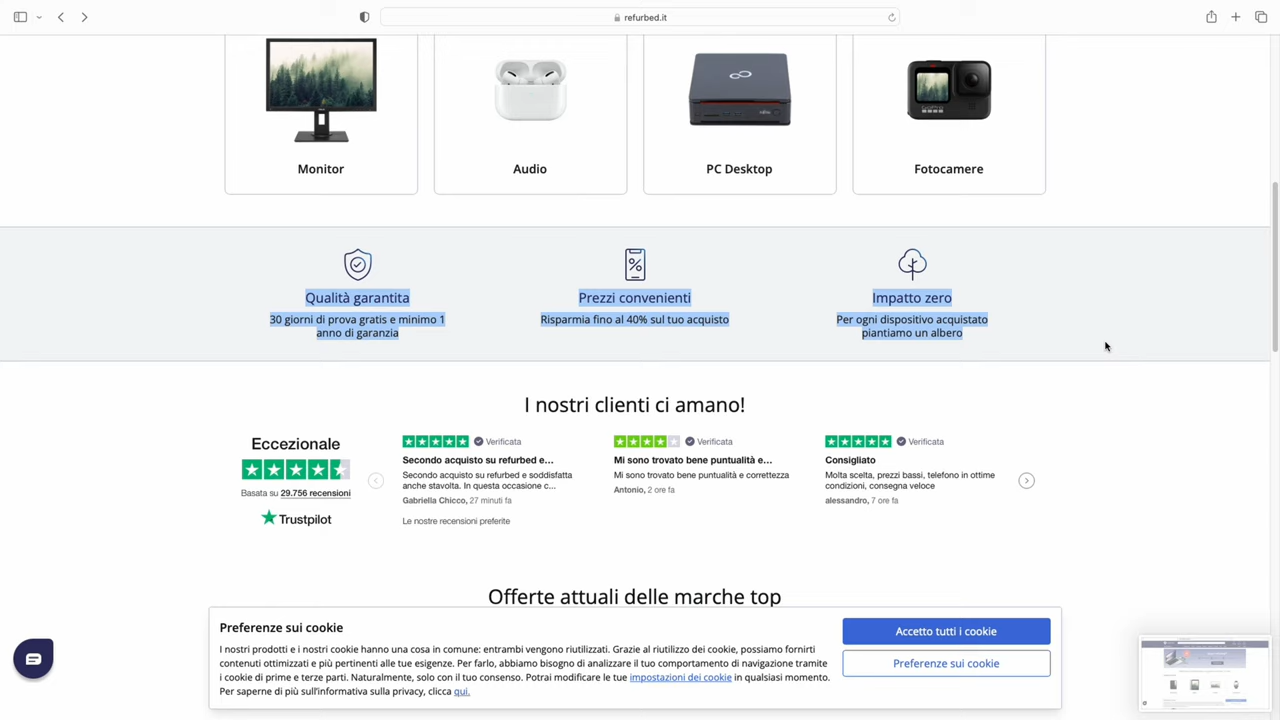 refurbed.it
Monitor
Audio
PC Desktop
Fotocamere
Qualità garantita
30 giorni di prova gratis e minimo 1
anno di garanzia
Prezzi convenienti
Risparmia fino al 40% sul tuo acquisto
Impatto zero
Per ogni dispositivo acquistato
piantiamo un albero
I nostri clienti ci amano!
Eccezionale
Basata su 29.756 recensioni
Trustpilot
Verificata
Secondo acquisto su refurbed e...
Secondo acquisto su refurbed e soddisfatta
anche stavolta. In questa occasione c...
Gabriella Chicco, 27 minuti fa
Le nostre recensioni preferite
Verificata
Mi sono trovato bene puntualità e...
Mi sono trovato bene puntualità e correttezza
Antonio, 2 ore fa
Verificata
Consigliato
Molta scelta, prezzi bassi, telefono in ottime
condizioni, consegna veloce
alessandro, 7 ore fa
Offerte attuali delle marche top
Preferenze sui cookie
I nostri prodotti e i nostri cookie hanno una cosa in comune: entrambi vengono riutilizzati. Grazie al riutilizzo dei cookie, possiamo fornirti
contenuti ottimizzati e più pertinenti alle tue esigenze. Per farlo, abbiamo bisogno di analizzare il tuo comportamento di navigazione tramite
i cookie di prime e terze parti. Naturalmente, solo con il tuo consenso. Potrai modificare le tue impostazioni dei cookie in qualsiasi momento.
Per saperne di più sull'informativa sulla privacy, clicca qui.
Accetto tutti i cookie
Preferenze sui cookie